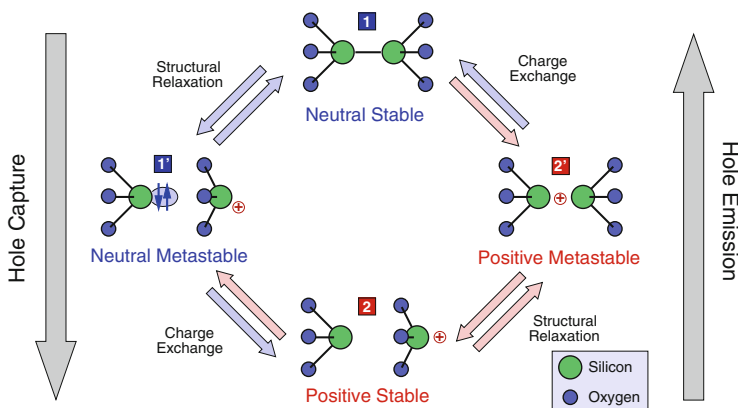 1
Structural
Relaxation
Charge
Exchange
Neutral Stable
Hole Capture
Hole Emission
1'
+
2'
+
Neutral Metastable
Positive Metastable
2
+
Charge
Exchange
Structural
Relaxation
Positive Stable
Silicon
Oxygen